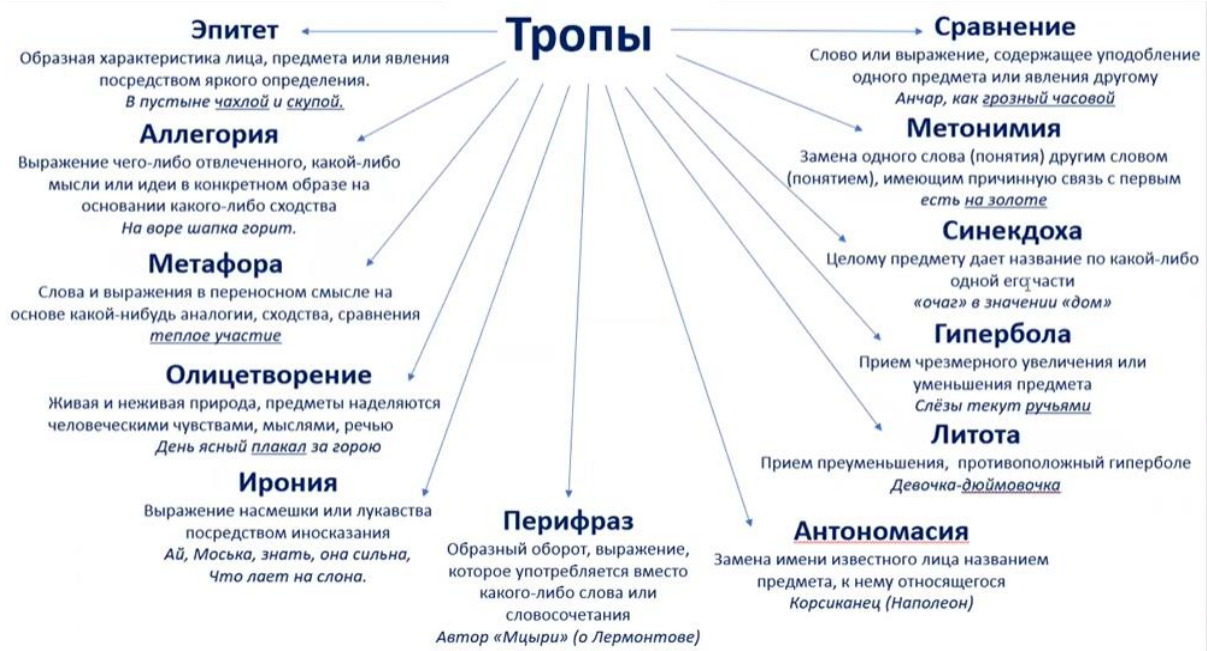 Тропы
Эпитет
Образная характеристика лица, предмета или явления
посредством яркого определения.
В пустыне чахлой и скупой.
Аллегория
Выражение чего-либо отвлеченного, какой-либо
мысли или идеи в конкретном образе на
основании какого-либо сходства
На воре шапка горит.
Метафора
Слова и выражения в переносном смысле на
основе какой-нибудь аналогии, сходства, сравнения
теплое участие
Олицетворение
Живая и неживая природа, предметы наделяются
человеческими чувствами, мыслями, речью
День ясный плакал за горою
Ирония
Выражение насмешки или лукавства
посредством иносказания
Ай, Моська, знать, она сильна,
Что лает на слона.
Перифраз
Образный оборот, выражение,
которое употребляется вместо
какого-либо слова или
словосочетания
Автор «Мцыри» (о Лермонтове)
Сравнение
Слово или выражение, содержащее уподобление
одного предмета или явления другому
Анчар, как грозный часовой
Метонимия
Замена одного слова (понятия) другим словом
(понятием), имеющим причинную связь с первым
есть на золоте
Синекдоха
Целому предмету дает название по какой-либо
одной его части
«очаг» в значении «дом»
Гипербола
Прием чрезмерного увеличения или
уменьшения предмета
Слёзы текут ручьями
Литота
Прием преуменьшения, противоположный гиперболе
Девочка-дюймовочка
Антономасия
Замена имени известного лица названием
предмета, к нему относящегося
Корсиканец (Наполеон)